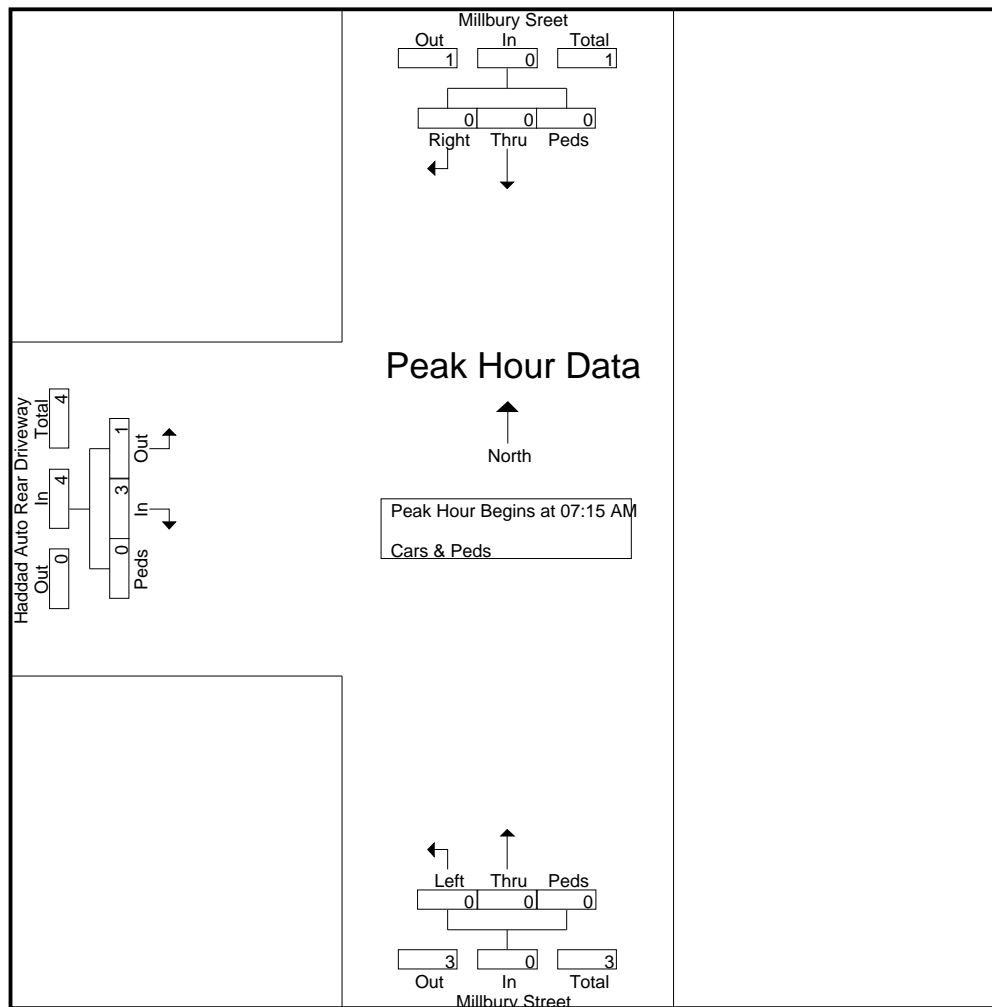 Millbury Sreet
Out In Total
1 0 1
0 0 0
Right Thru Peds
Peak Hour Data
North
Peak Hour Begins at 07:15 AM
Cars & Peds
Haddad Auto Rear Driveway
Out In Total
0 4 4
0 3 1
Peds In Out
Left Thru Peds
0 0 0
3 0 3
Out In Total
Millbury Street